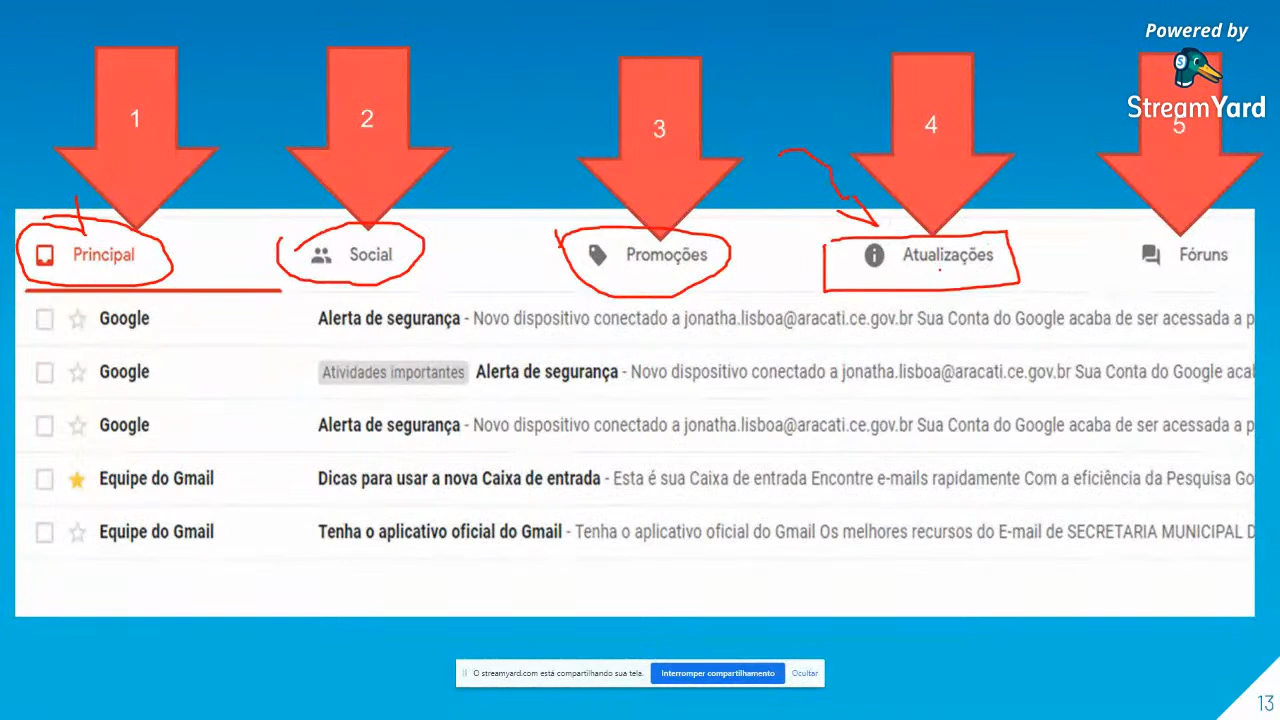 Powered by
StreamYard
1
2
3
4
5
Principal
Social
Promoções
Atualizações
Fóruns
Google Alerta de segurança - Novo dispositivo conectado a jonatha.lisboa@aracati.ce.gov.br Sua Conta do Google acaba de ser acessada a p
Google Atividades importantes Alerta de segurança - Novo dispositivo conectado a jonatha.lisboa@aracati.ce.gov.br Sua Conta do Google aca
Google Alerta de segurança - Novo dispositivo conectado a jonatha.lisboa@aracati.ce.gov.br Sua Conta do Google acaba de ser acessada a p
Equipe do Gmail Dicas para usar a nova Caixa de entrada - Esta é sua Caixa de entrada Encontre e-mails rapidamente Com a eficiência da Pesquisa Go
Equipe do Gmail Tenha o aplicativo oficial do Gmail - Tenha o aplicativo oficial do Gmail Os melhores recursos do E-mail de SECRETARIA MUNICIPAL D
O streamyard.com está compartilhando sua tela. Interromper compartilhamento Ocultar
13